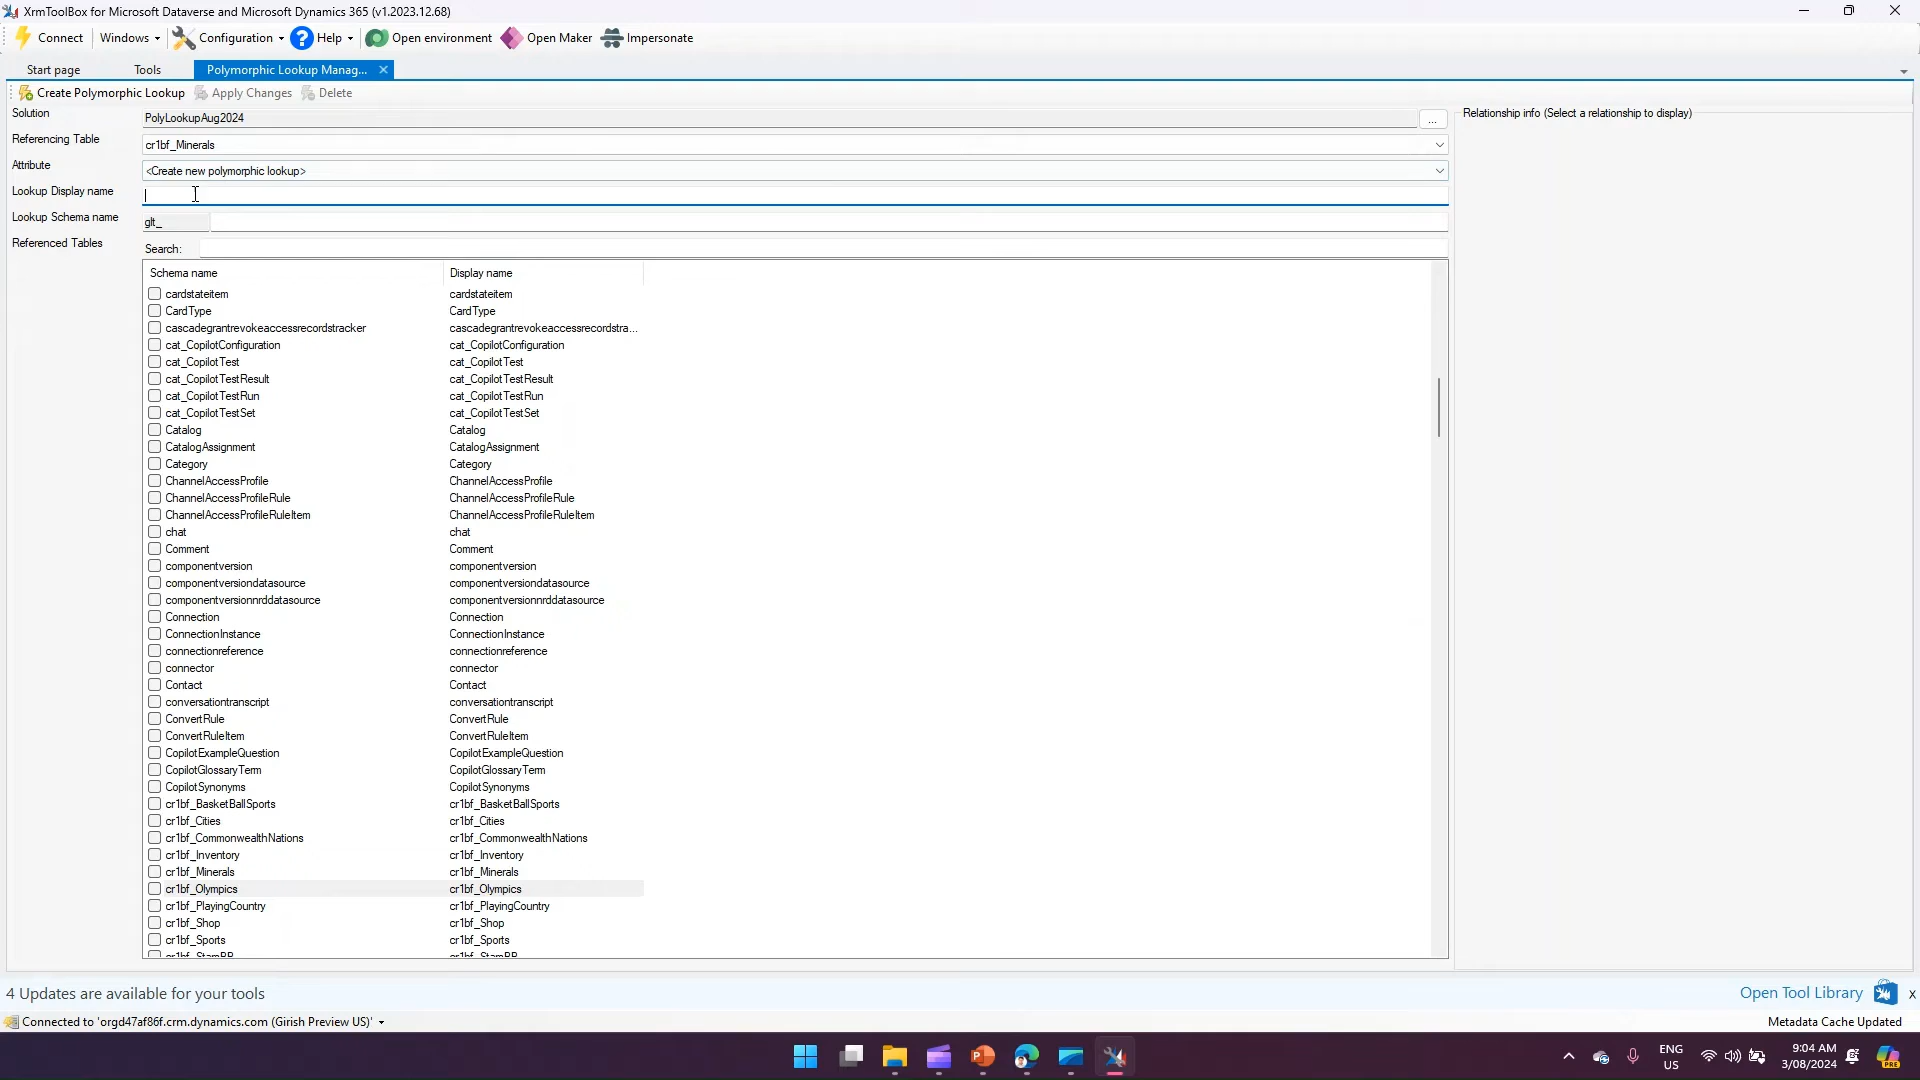 XrmToolBox for Microsoft Dataverse and Microsoft Dynamics 365 (v1.2023.12.68)
Connect Windows Configuration Help Open environment Open Maker Impersonate
Start page Tools Polymorphic Lookup Manag...
Create Polymorphic Lookup Apply Changes Delete
Solution PolyLookupAug2024 ... Relationship info (Select a relationship to display)
Referencing Table cr1bf_Minerals
Attribute <Create new polymorphic lookup>
Lookup Display name
Lookup Schema name glt_
Referenced Tables Search:
Schema name Display name
cardstateitem cardstateitem
CardType CardType
cascadegrantrevokeaccessrecordstracker cascadegrantrevokeaccessrecordstra...
cat_CopilotConfiguration cat_CopilotConfiguration
cat_CopilotTest cat_CopilotTest
cat_CopilotTestResult cat_CopilotTestResult
cat_CopilotTestRun cat_CopilotTestRun
cat_CopilotTestSet cat_CopilotTestSet
Catalog Catalog
CatalogAssignment CatalogAssignment
Category Category
ChannelAccessProfile ChannelAccessProfile
ChannelAccessProfileRule ChannelAccessProfileRule
ChannelAccessProfileRuleItem ChannelAccessProfileRuleItem
chat chat
Comment Comment
componentversion componentversion
componentversiondatasource componentversiondatasource
componentversionnrddatasource componentversionnrddatasource
Connection Connection
ConnectionInstance ConnectionInstance
connectionreference connectionreference
connector connector
Contact Contact
conversationtranscript conversationtranscript
ConvertRule ConvertRule
ConvertRuleItem ConvertRuleItem
CopilotExampleQuestion CopilotExampleQuestion
CopilotGlossaryTerm CopilotGlossaryTerm
CopilotSynonyms CopilotSynonyms
cr1bf_BasketBallSports cr1bf_BasketBallSports
cr1bf_Cities cr1bf_Cities
cr1bf_CommonwealthNations cr1bf_CommonwealthNations
cr1bf_Inventory cr1bf_Inventory
cr1bf_Minerals cr1bf_Minerals
cr1bf_Olympics cr1bf_Olympics
cr1bf_PlayingCountry cr1bf_PlayingCountry
cr1bf_Shop cr1bf_Shop
cr1bf_Sports cr1bf_Sports
4 Updates are available for your tools Open Tool Library x
Connected to 'orgd47af86f.crm.dynamics.com (Girish Preview US)' Metadata Cache Updated
ENG 9:04 AM
US 3/08/2024
PRE